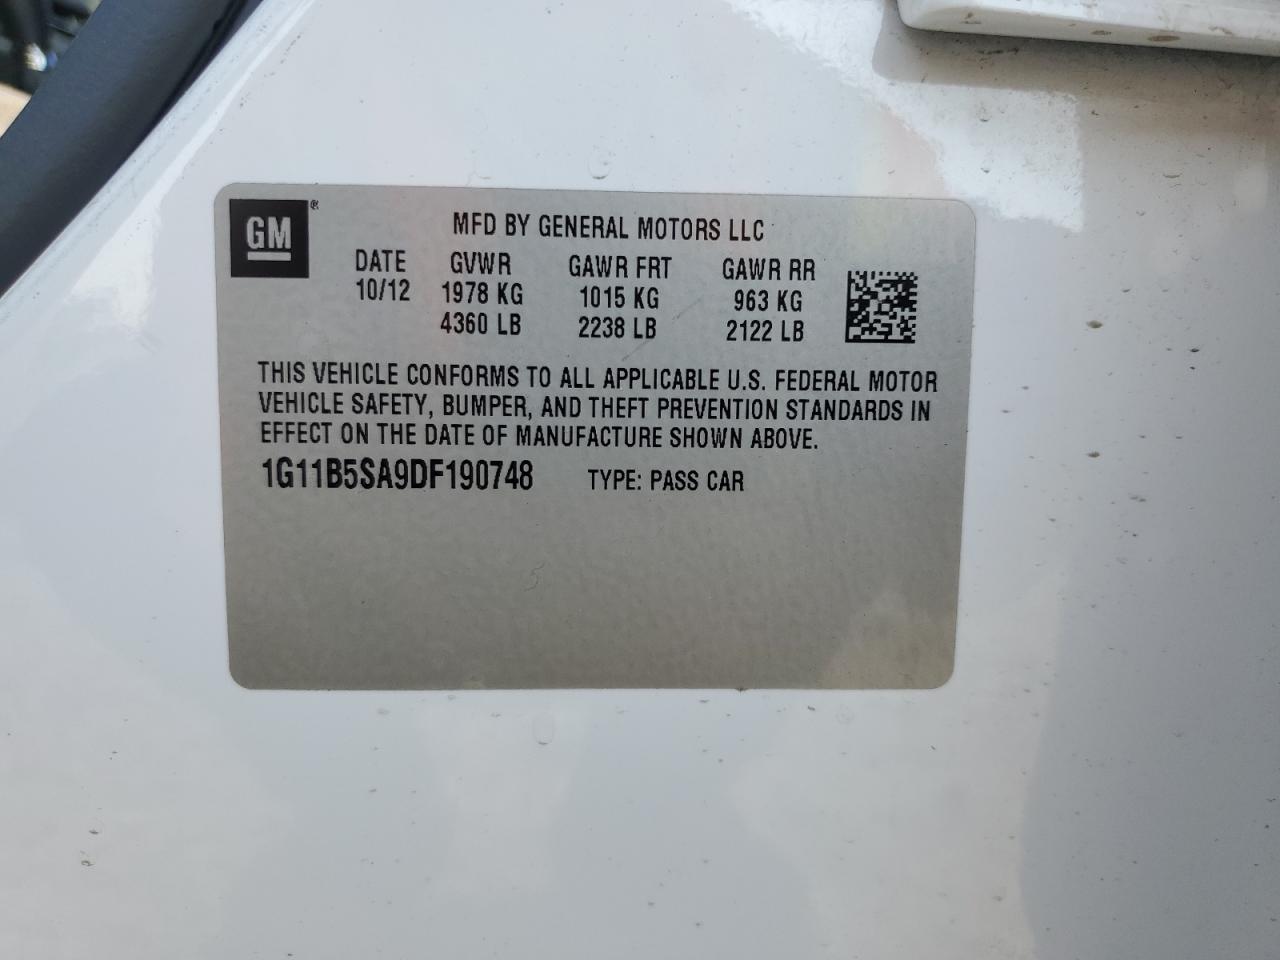 GM®
MFD BY GENERAL MOTORS LLC
DATE GVWR GAWR FRT GAWR RR
10/12 1978 KG 1015 KG 963 KG
4360 LB 2238 LB 2122 LB
THIS VEHICLE CONFORMS TO ALL APPLICABLE U.S. FEDERAL MOTOR
VEHICLE SAFETY, BUMPER, AND THEFT PREVENTION STANDARDS IN
EFFECT ON THE DATE OF MANUFACTURE SHOWN ABOVE.
1G11B5SA9DF190748 TYPE: PASS CAR